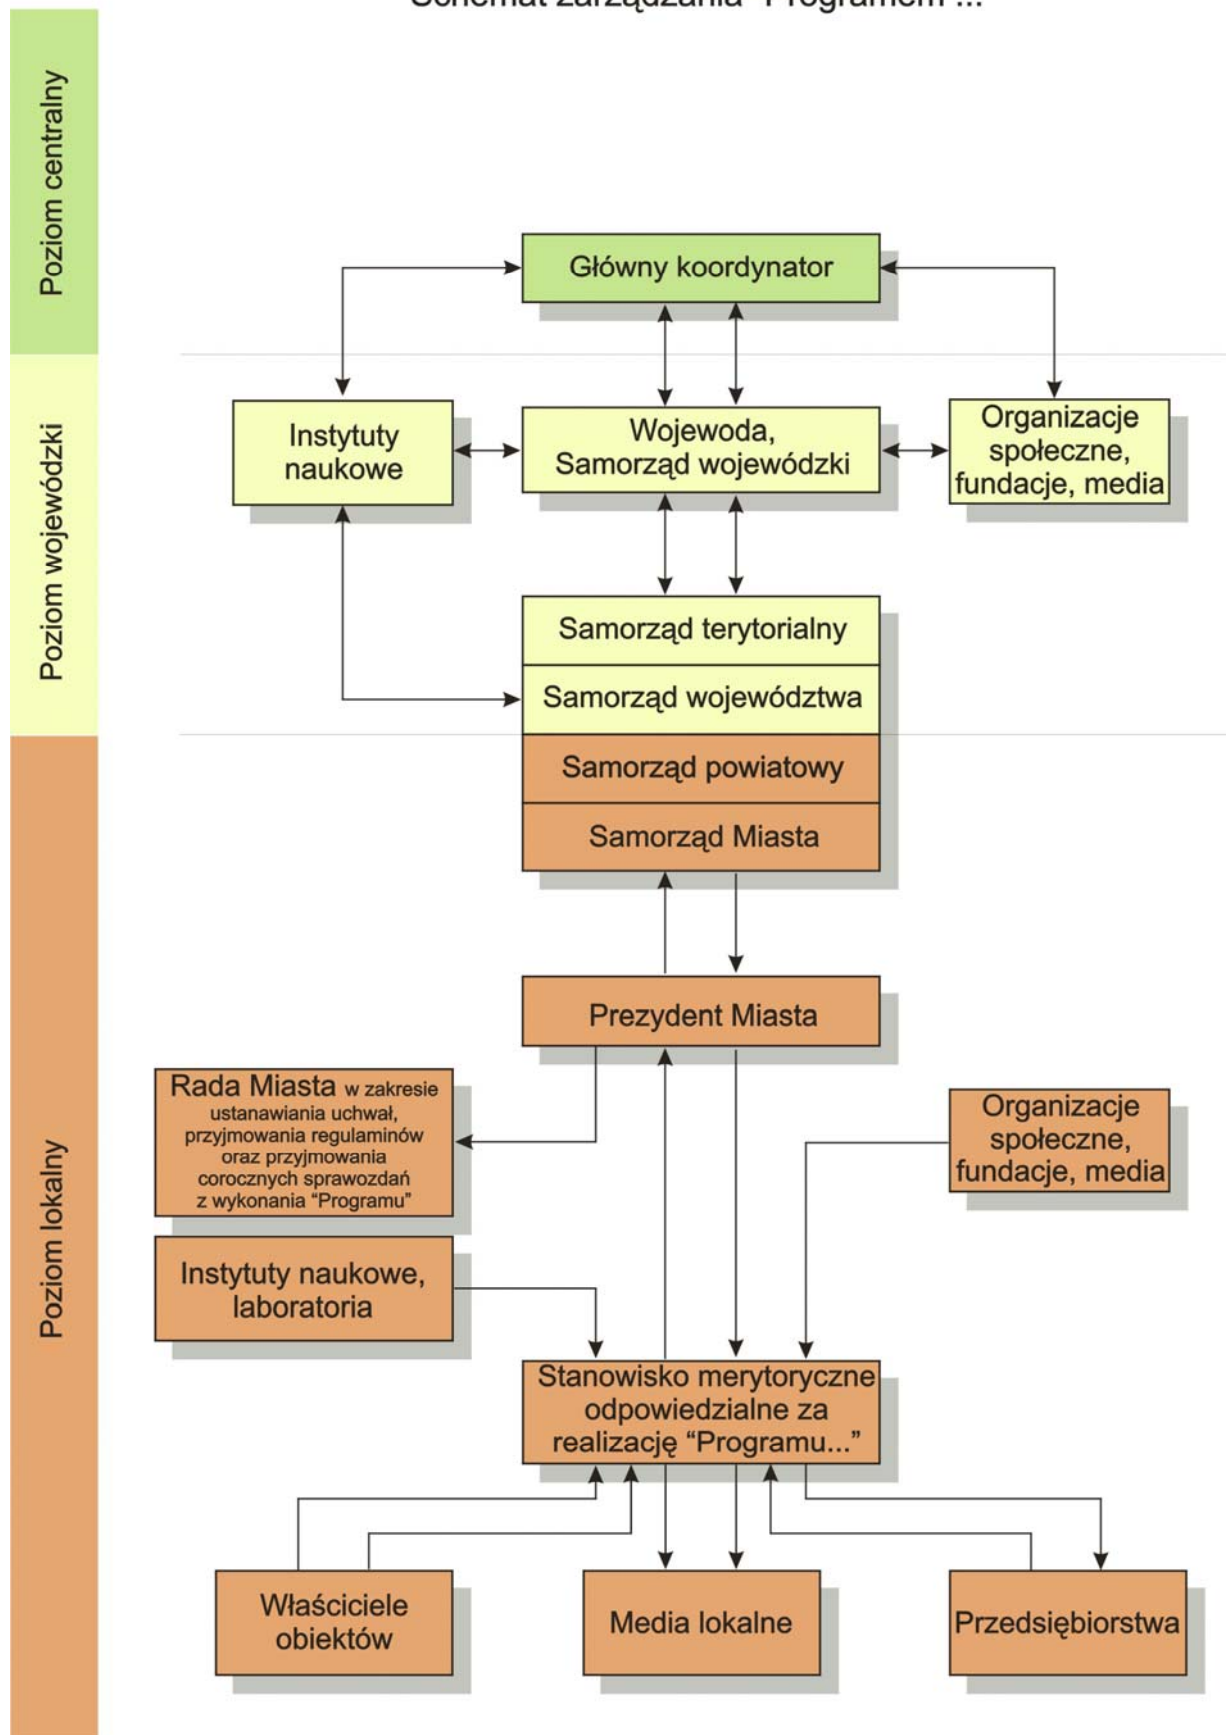 Schemat zarządzania "Programem ...
Poziom centralny
Główny koordynator
Poziom wojewódzki
Instytuty
naukowe
Wojewoda,
Samorząd wojewódzki
Organizacje
społeczne,
fundacje, media
Samorząd terytorialny
Samorząd województwa
Poziom lokalny
Samorząd powiatowy
Samorząd Miasta
Prezydent Miasta
Rada Miasta w zakresie
ustanawiania uchwał,
przyjmowania regulaminów
oraz przyjmowania
corocznych sprawozdań
z wykonania “Programu”
Organizacje
społeczne,
fundacje, media
Instytuty naukowe,
laboratoria
Stanowisko merytoryczne
odpowiedzialne za
realizację “Programu...”
Właściciele
obiektów
Media lokalne
Przedsiębiorstwa